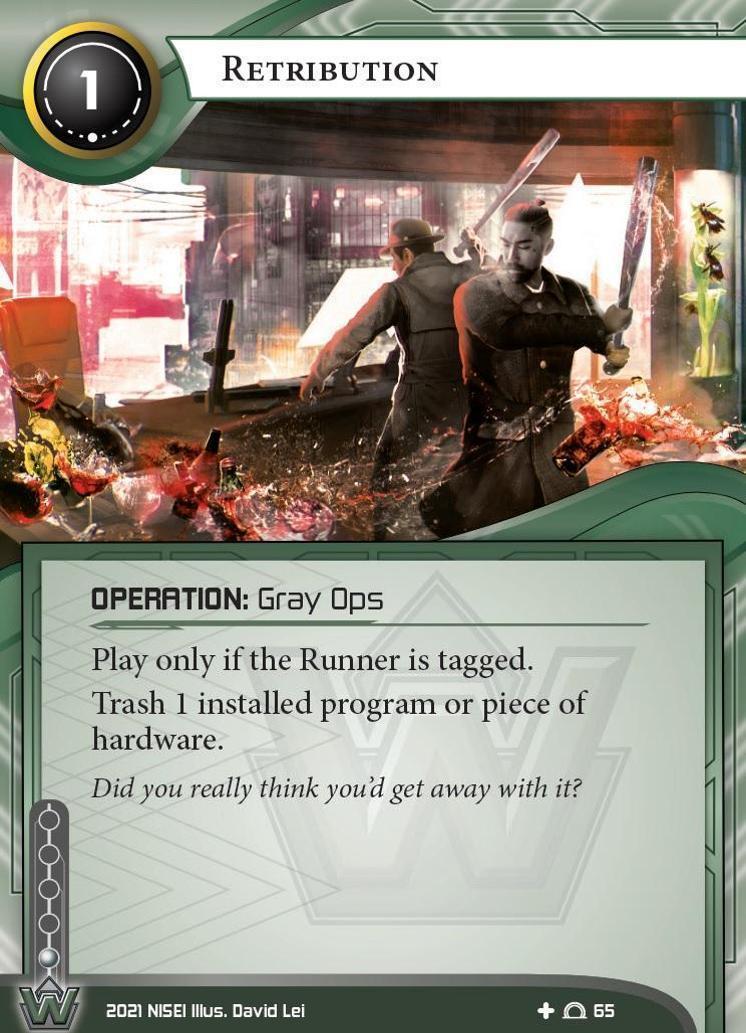 1
Retribution
OPERATION: Gray Ops
Play only if the Runner is tagged.
Trash 1 installed program or piece of
hardware.
Did you really think you'd get away with it?
2021 NISEI Illus. David Lei
65